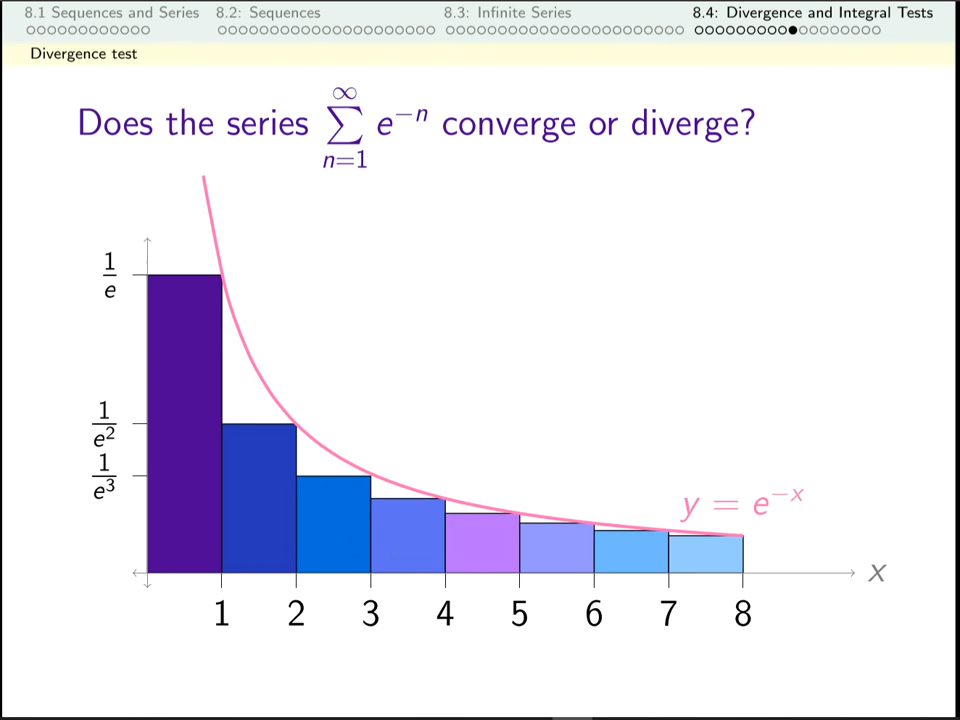 8.1 Sequences and Series 8.2: Sequences 8.3: Infinite Series 8.4: Divergence and Integral Tests
Divergence test
Does the series ∑_{n=1}^{∞} e^{−n} converge or diverge?
1/e
1/e²
1/e³
y = e^{−x}
x
1 2 3 4 5 6 7 8